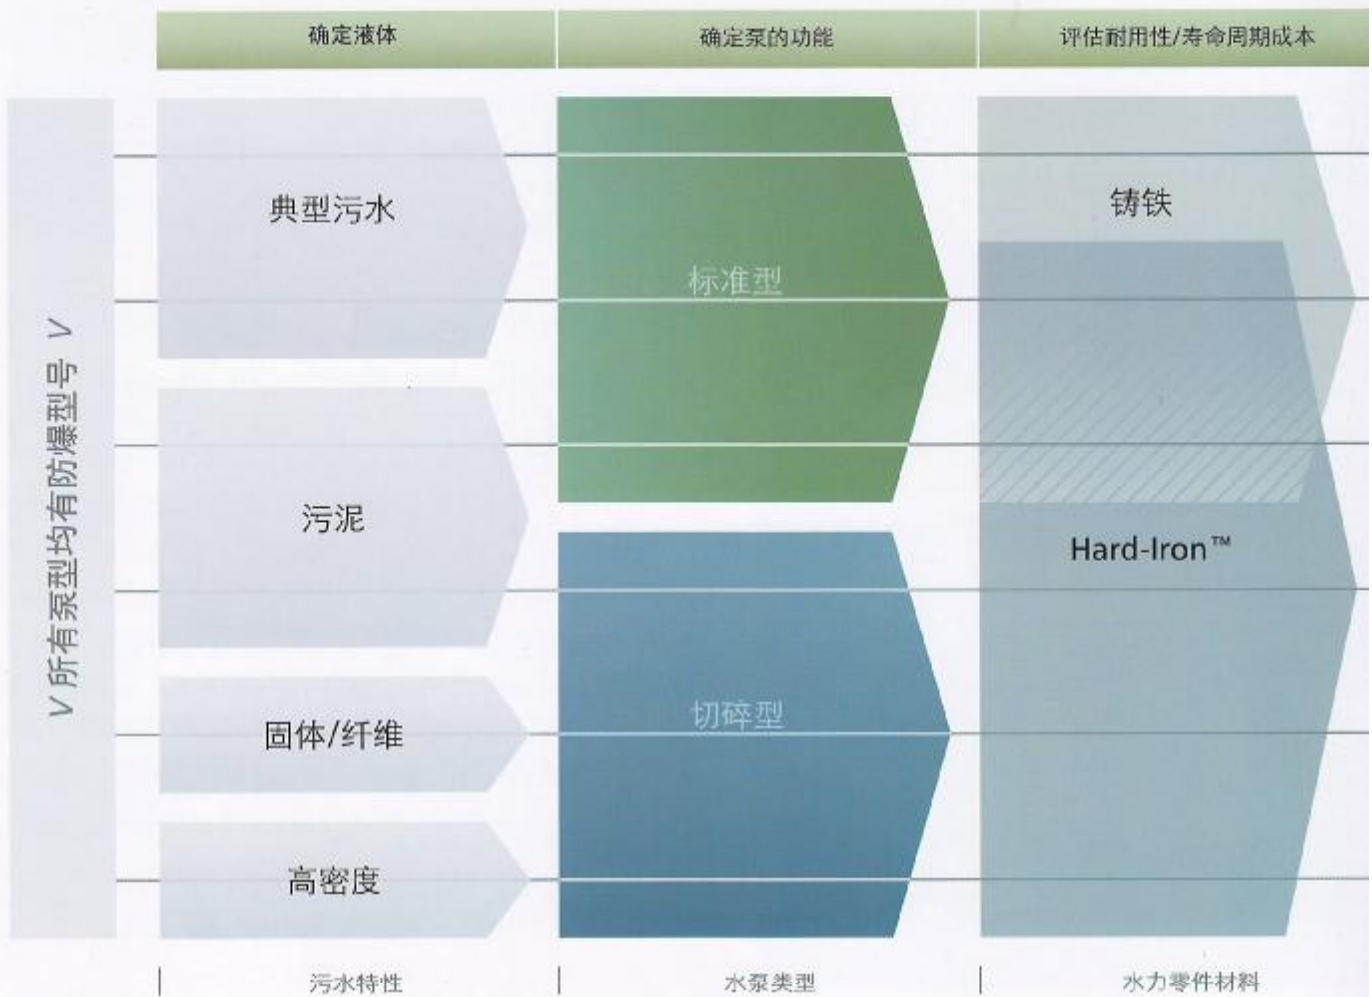 确定液体
确定泵的功能
评估耐用性/寿命周期成本
V 所有泵型均有防爆型号 V
典型污水
污泥
固体/纤维
高密度
标准型
切碎型
铸铁
Hard-Iron™
污水特性
水泵类型
水力零件材料